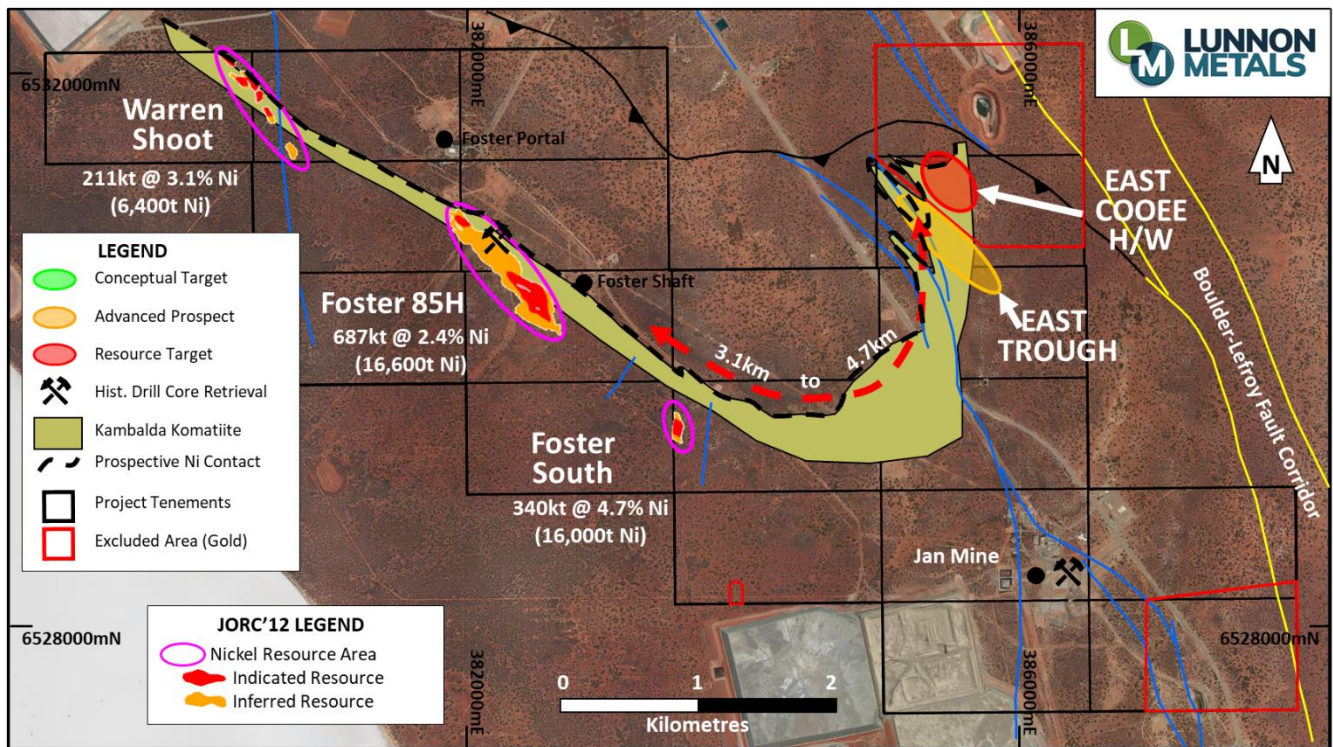 LUNNON
METALS
LM
382000mE
386000mE
6532000mN
Warren
Shoot
211kt @ 3.1% Ni
(6,400t Ni)
Foster Portal
N
EAST
COOEE
H/W
LEGEND
Conceptual Target
Advanced Prospect
Resource Target
Hist. Drill Core Retrieval
Kambalda Komatiite
Prospective Ni Contact
Project Tenements
Excluded Area (Gold)
Foster Shaft
Foster 85H
687kt @ 2.4% Ni
(16,600t Ni)
EAST
TROUGH
3.1km to 4.7km
Boulder-Lefroy Fault Corridor
Foster
South
340kt @ 4.7% Ni
(16,000t Ni)
Jan Mine
6528000mN
6528000mN
JORC'12 LEGEND
Nickel Resource Area
Indicated Resource
Inferred Resource
382000mE
386000mE
0 1 2
Kilometres